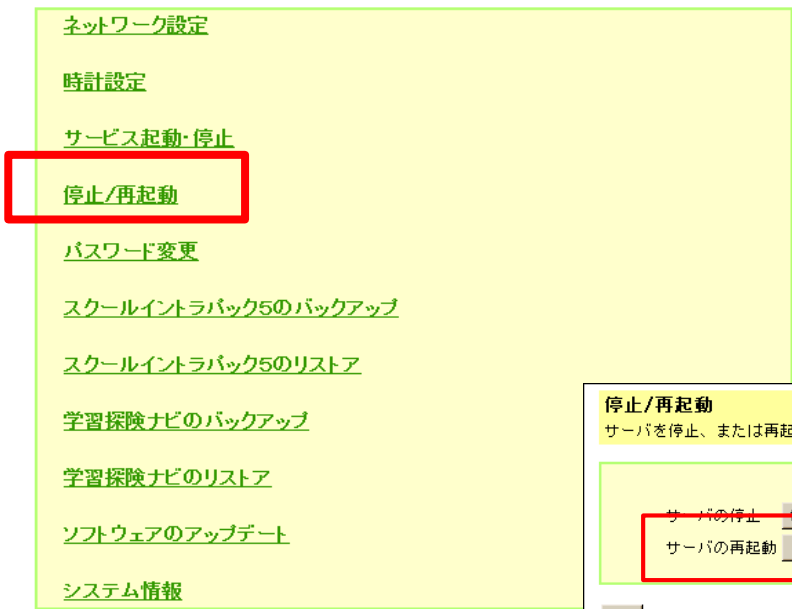 ネットワーク設定
時計設定
サービス起動・停止
停止/再起動
パスワード変更
スクールイントラパック5のバックアップ
スクールイントラパック5のリストア
学習探険ナビのバックアップ
学習探険ナビのリストア
ソフトウェアのアップデート
システム情報
停止/再起動
サーバを停止、または再起
サーバの停止
サーバの再起動